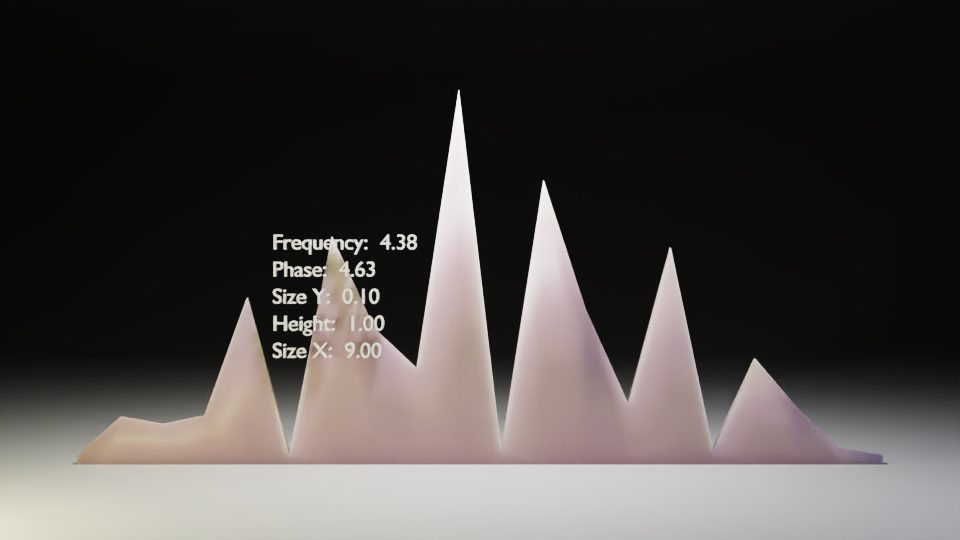 Frequency: 4.38
Phase: 4.63
Size Y: 0.10
Height: 1.00
Size X: 9.00